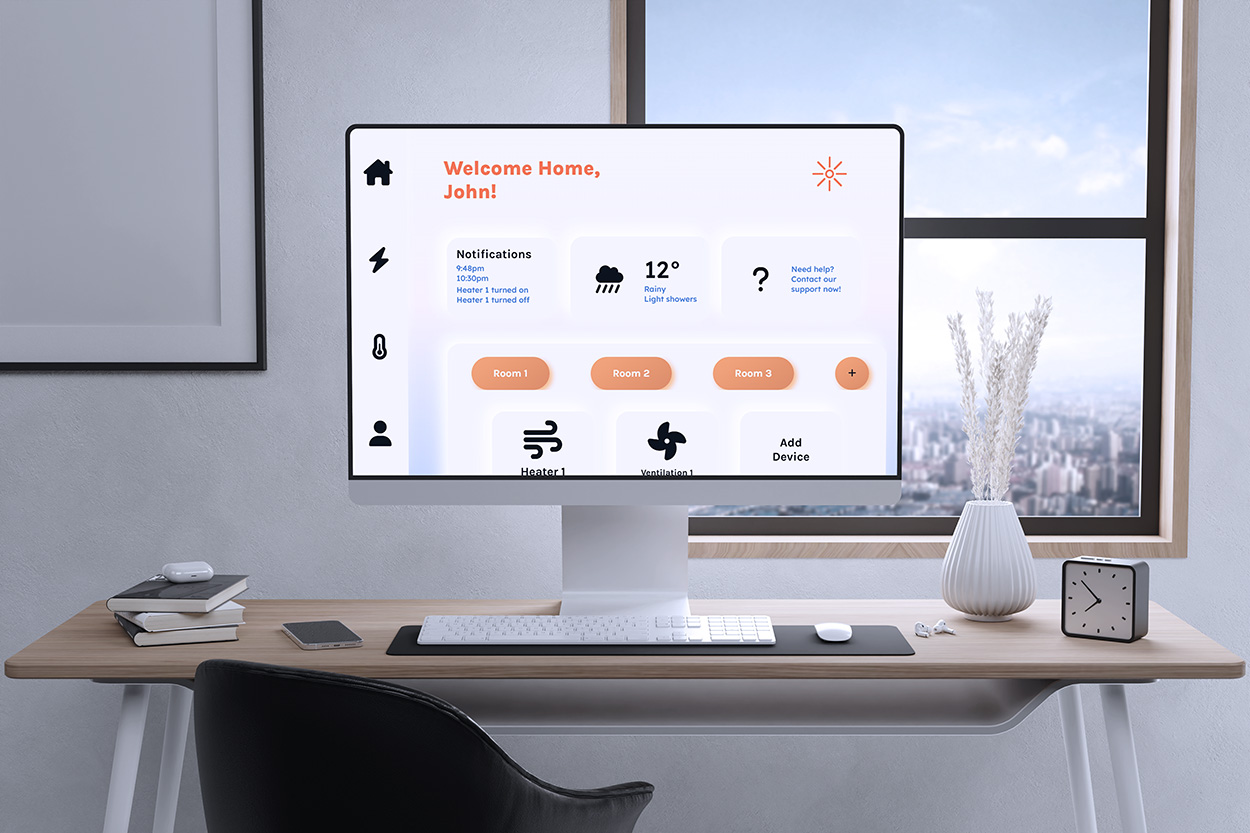 Welcome Home,
John!
Notifications
9:48pm
10:30pm
Heater 1 turned on
Heater 1 turned off
12°
Rainy
Light showers
?
Need help?
Contact our
support now!
Room 1
Room 2
Room 3
+
Heater 1
Ventilation 1
Add
Device